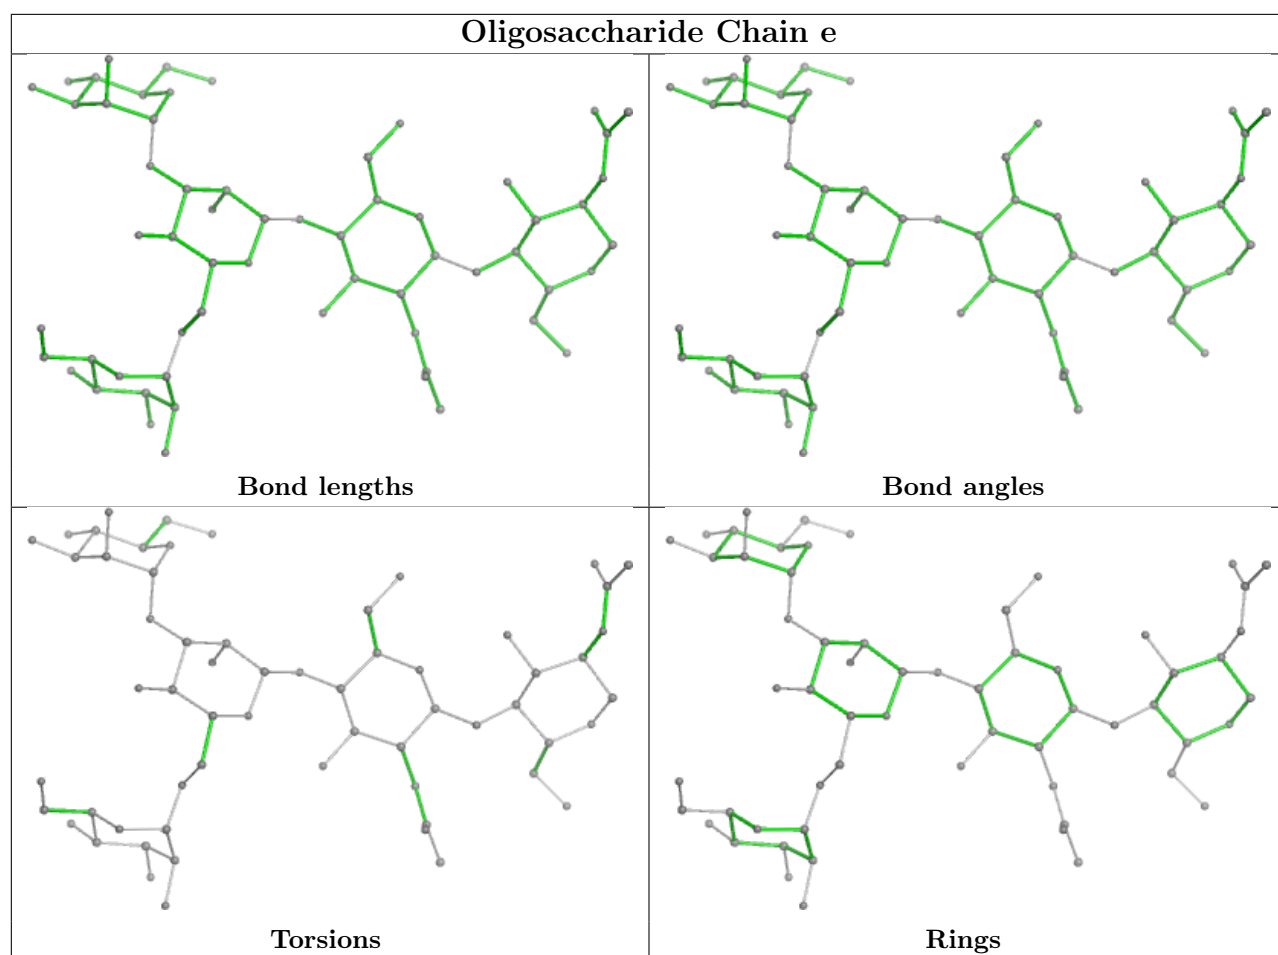 Oligosaccharide Chain e
Bond lengths
Bond angles
Torsions
Rings